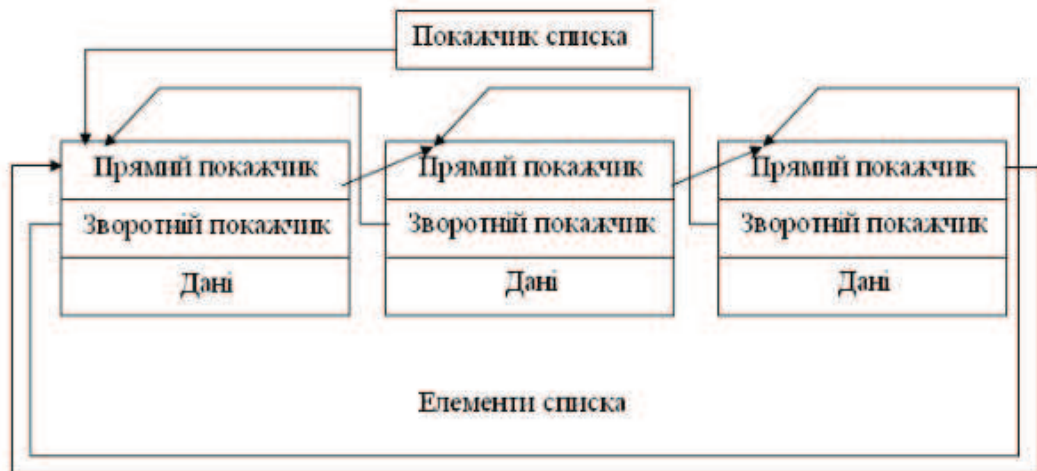 Покажчик списка
Прямий покажчик
Прямий покажчик
Прямий покажчик
Зворотній покажчик
Зворотній покажчик
Зворотній покажчик
Дані
Дані
Дані
Елементи списка